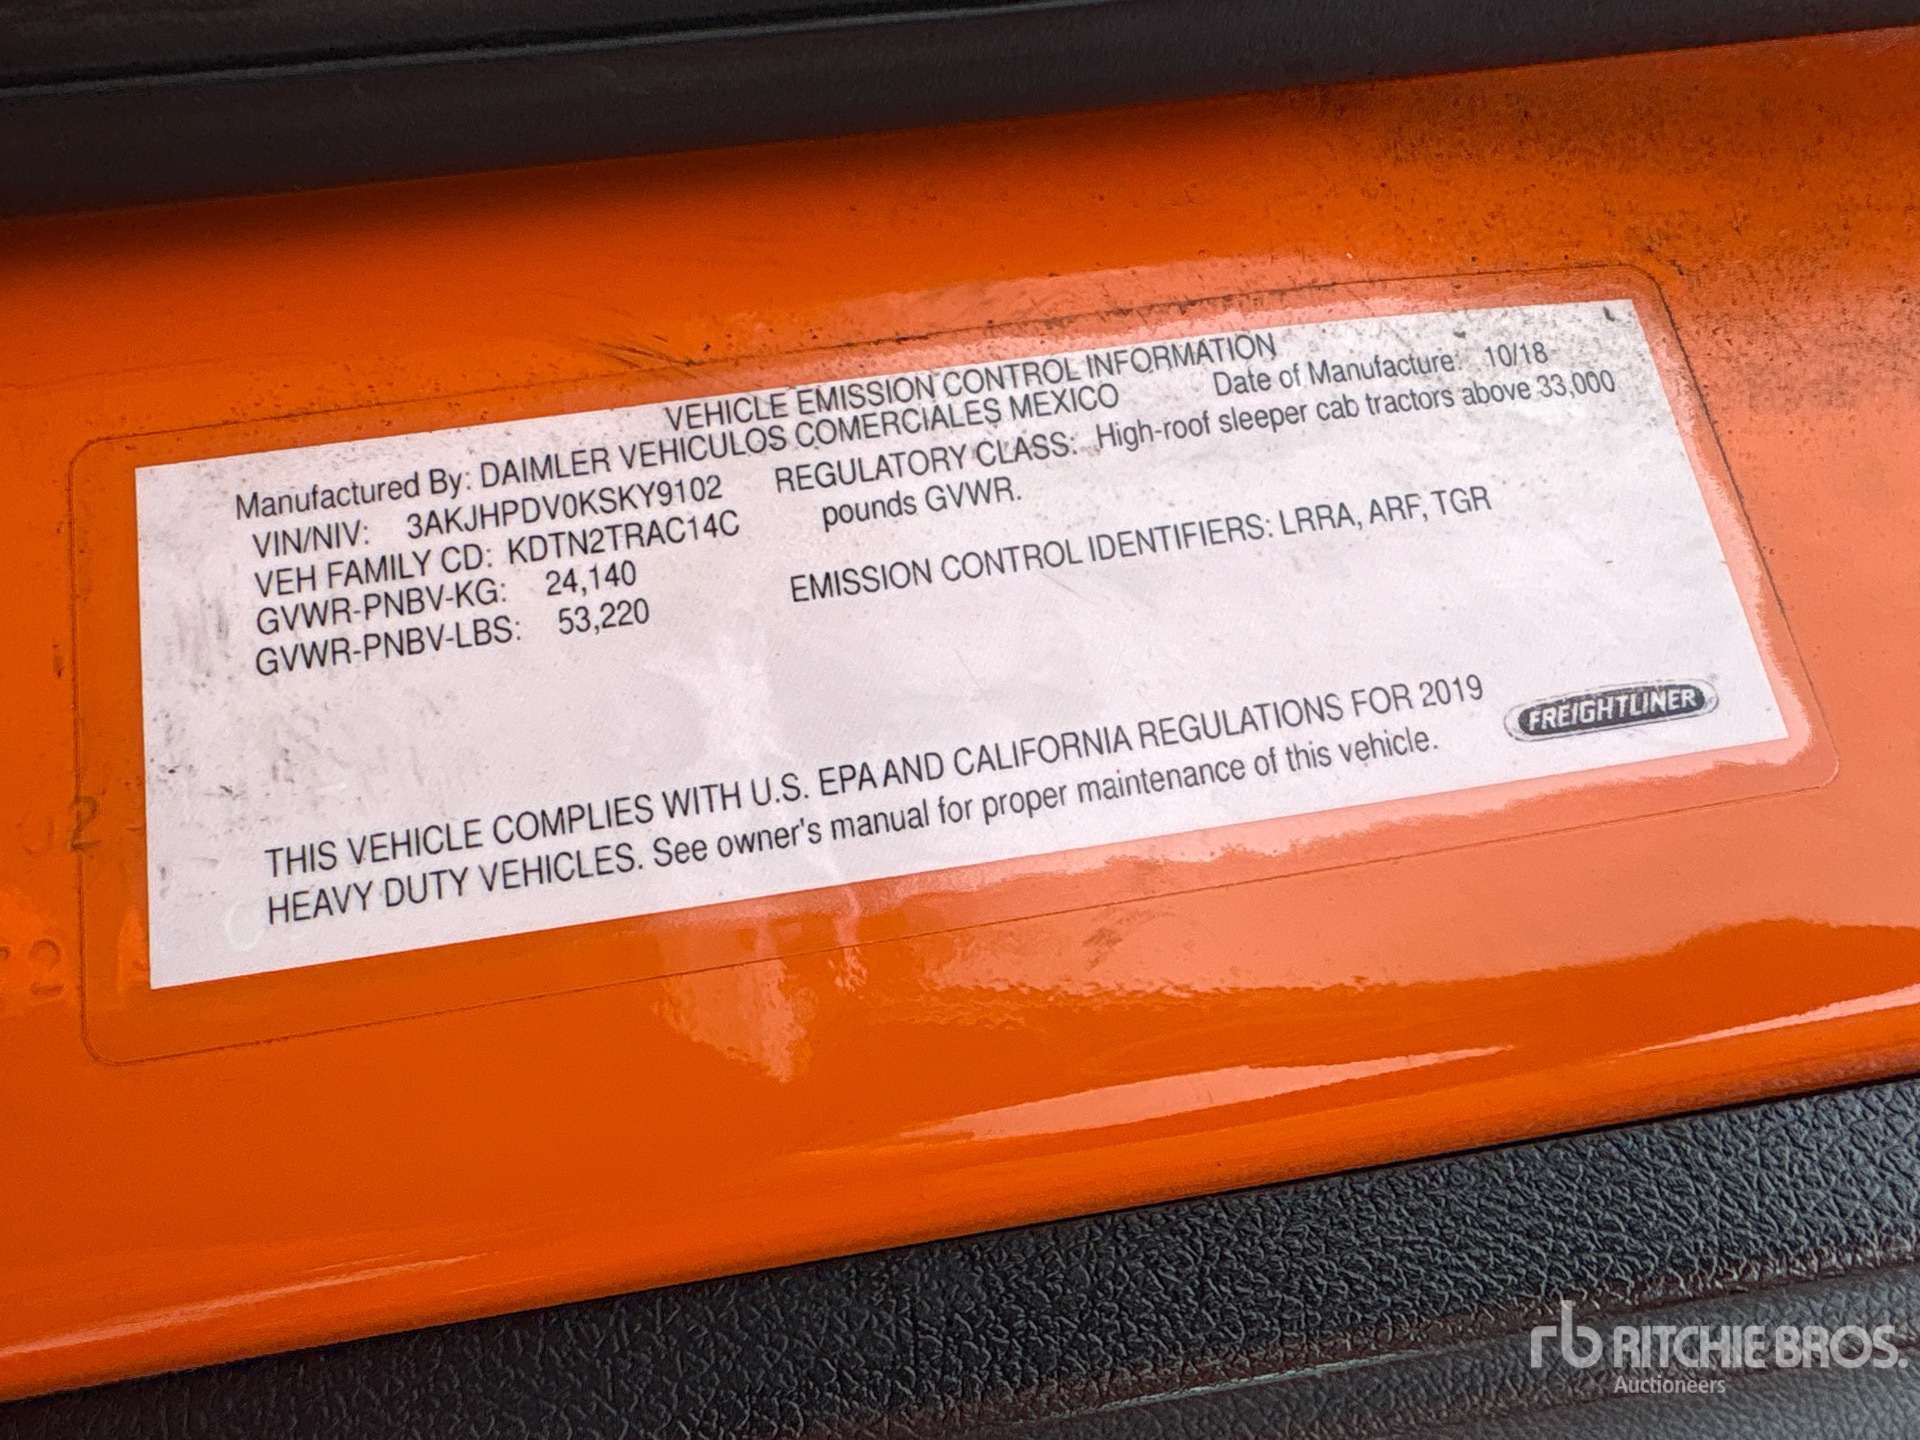 VEHICLE EMISSION CONTROL INFORMATION
Manufactured By: DAIMLER VEHICULOS COMERCIALES MEXICO Date of Manufacture: 10/18
VIN/NIV: 3AKJHPDV0KSKY9102 REGULATORY CLASS: High-roof sleeper cab tractors above 33,000
VEH FAMILY CD: KDTN2TRAC14C pounds GVWR.
GVWR-PNBV-KG: 24,140
GVWR-PNBV-LBS: 53,220 EMISSION CONTROL IDENTIFIERS: LRRA, ARF, TGR
THIS VEHICLE COMPLIES WITH U.S. EPA AND CALIFORNIA REGULATIONS FOR 2019
HEAVY DUTY VEHICLES. See owner's manual for proper maintenance of this vehicle.
FREIGHTLINER
2
rb RITCHIE BROS.
Auctioneers